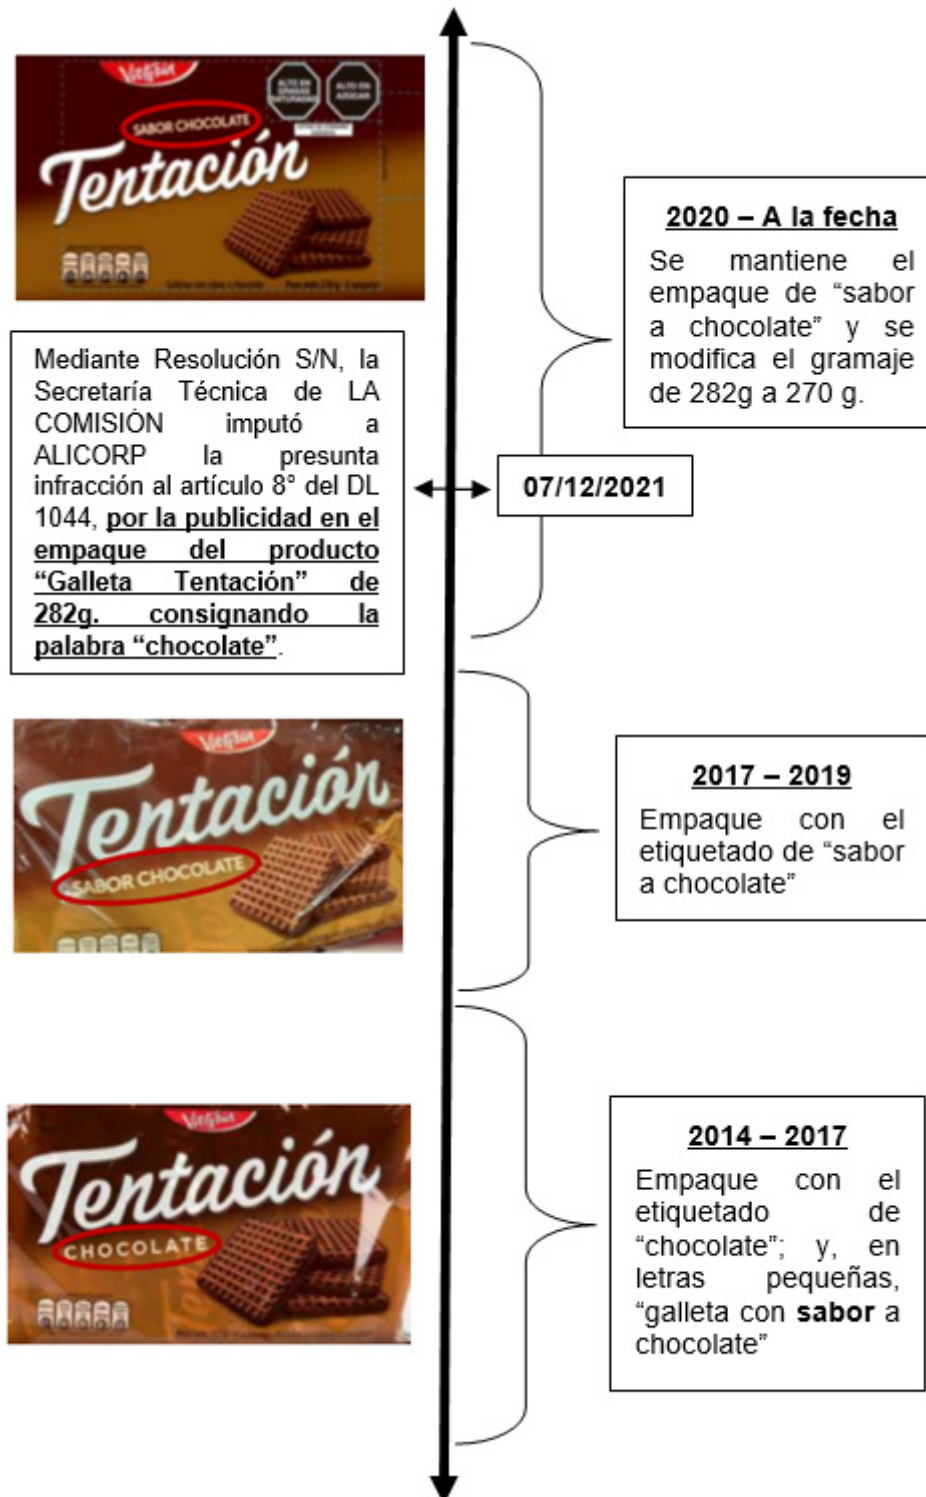 Victoria
ALTO EN
GRASAS
SATURADAS
ALTO EN
AZÚCAR
SABOR CHOCOLATE
Tentación
2020 – A la fecha
Se mantiene el
empaque de “sabor
a chocolate” y se
modifica el gramaje
de 282g a 270 g.
Mediante Resolución S/N, la
Secretaría Técnica de LA
COMISIÓN imputó a
ALICORP la presunta
infracción al artículo 8° del DL
1044, por la publicidad en el
empaque del producto
“Galleta Tentación” de
282g. consignando la
palabra “chocolate”.
07/12/2021
Victoria
Tentación
SABOR CHOCOLATE
2017 – 2019
Empaque con el
etiquetado de “sabor
a chocolate”
Victoria
Tentación
CHOCOLATE
2014 – 2017
Empaque con el
etiquetado de
“chocolate”; y, en
letras pequeñas,
“galleta con sabor a
chocolate”